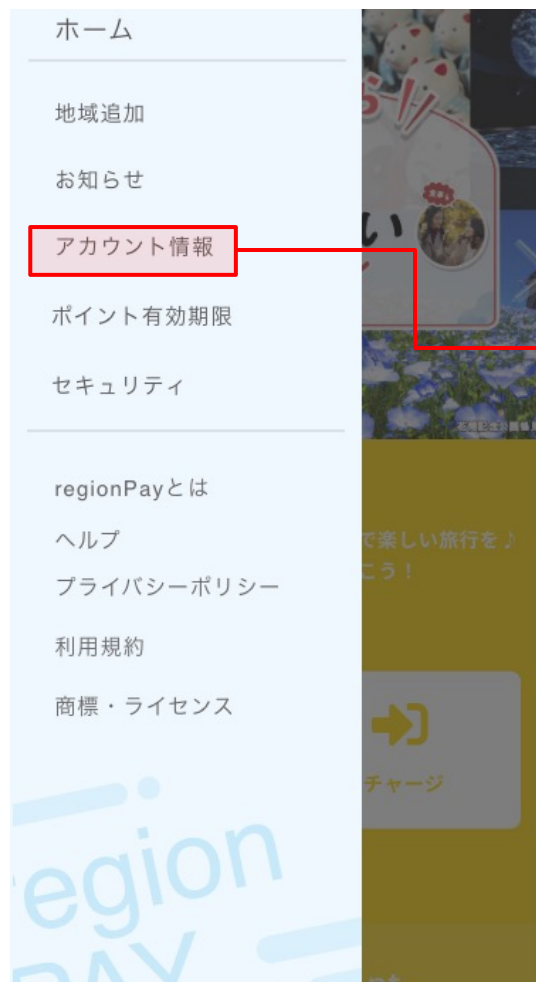 ホーム
地域追加
お知らせ
アカウント情報
ポイント有効期限
セキュリティ
regionPayとは
ヘルプ
プライバシーポリシー
利用規約
商標・ライセンス
で楽しい旅行を♪
こう！
チャージ
region
PAY